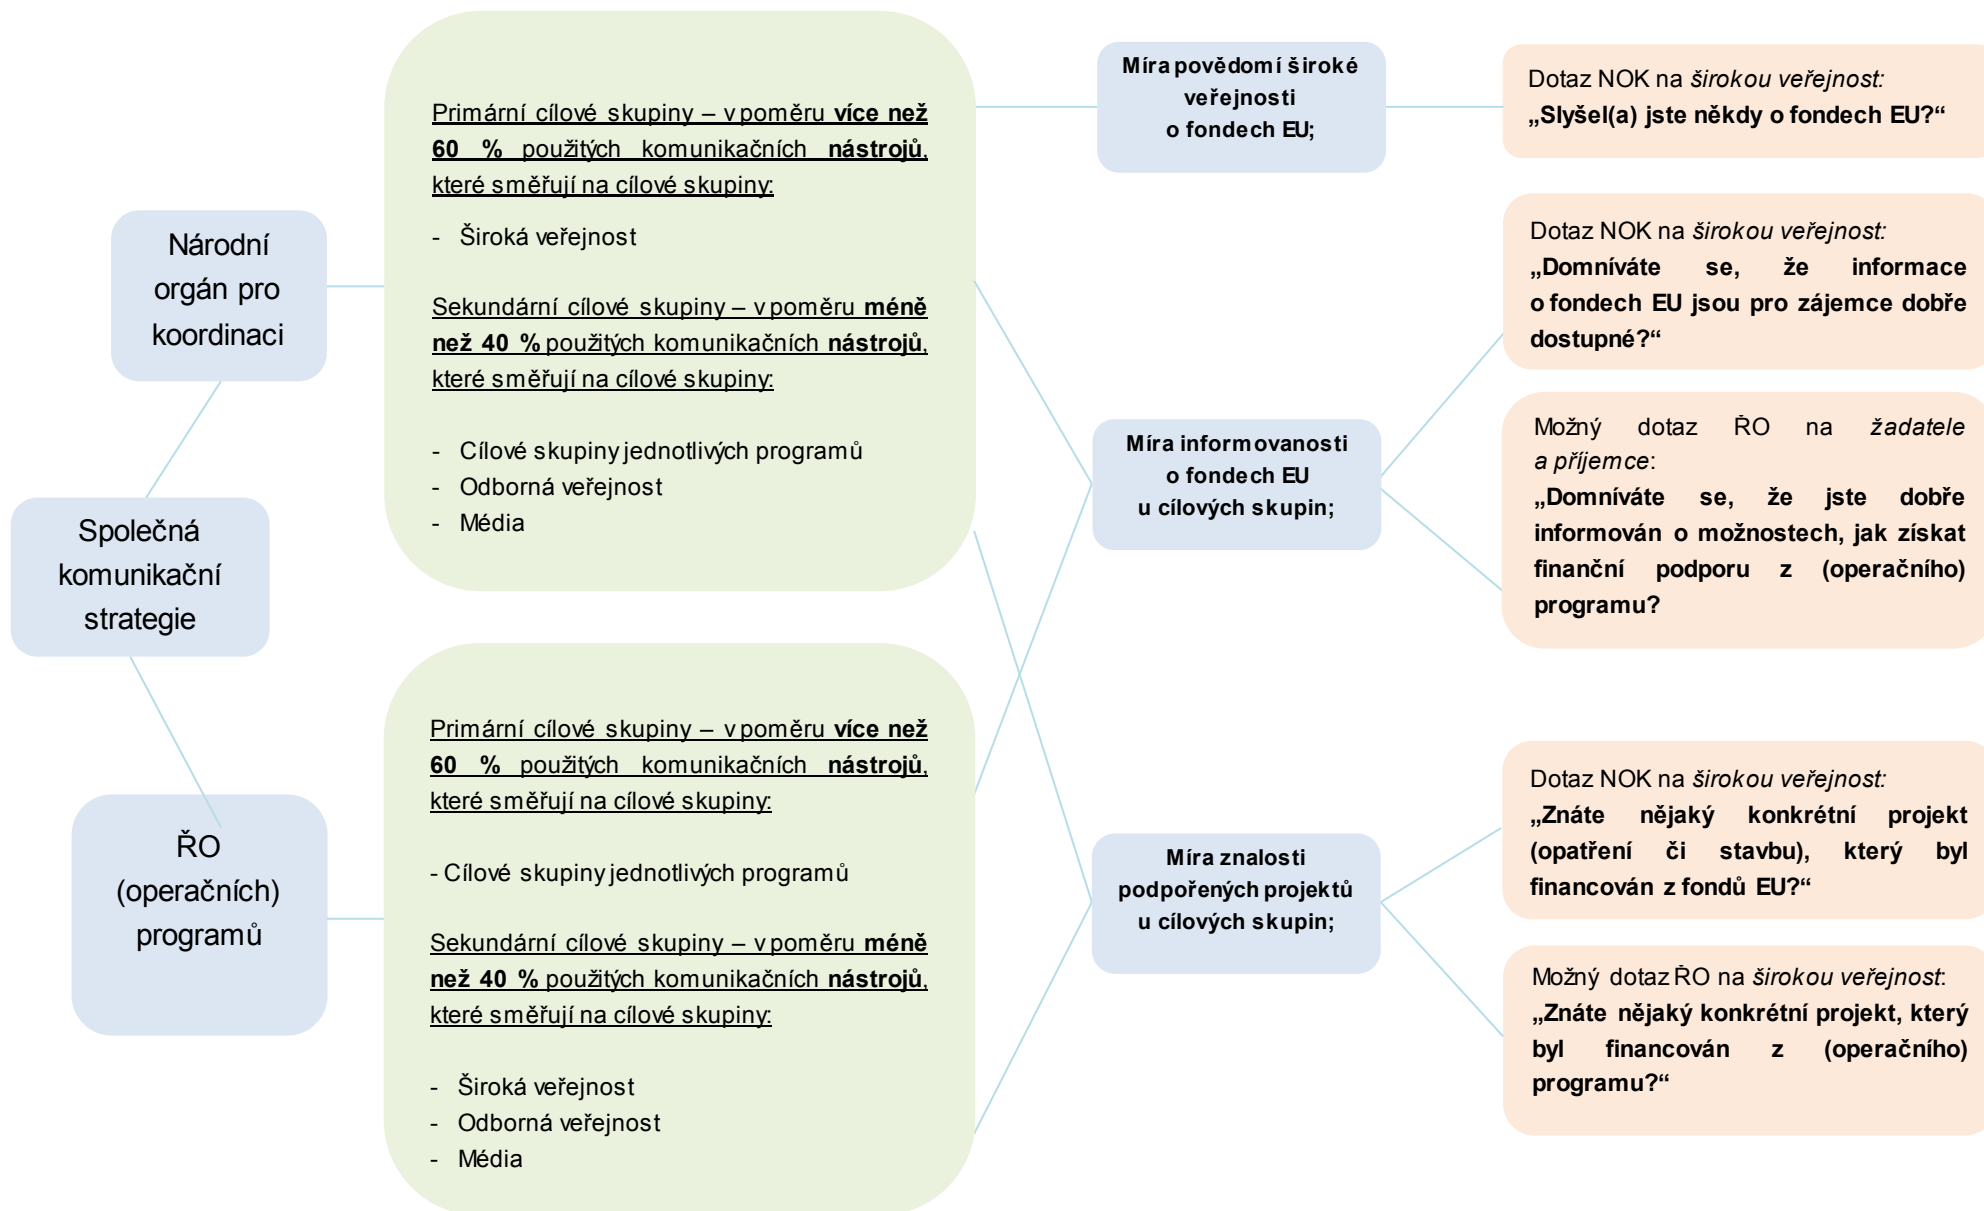 Společná
komunikační
strategie
Národní
orgán pro
koordinaci
ŘO
(operačních)
programů
Primární cílové skupiny – v poměru více než
60 % použitých komunikačních nástrojů,
které směřují na cílové skupiny:
- Široká veřejnost
Sekundární cílové skupiny – v poměru méně
než 40 % použitých komunikačních nástrojů,
které směřují na cílové skupiny:
- Cílové skupiny jednotlivých programů
- Odborná veřejnost
- Média
Primární cílové skupiny – v poměru více než
60 % použitých komunikačních nástrojů,
které směřují na cílové skupiny:
- Cílové skupiny jednotlivých programů
Sekundární cílové skupiny – v poměru méně
než 40 % použitých komunikačních nástrojů,
které směřují na cílové skupiny:
- Široká veřejnost
- Odborná veřejnost
- Média
Míra povědomí široké
veřejnosti
o fondech EU;
Míra informovanosti
o fondech EU
u cílových skupin;
Míra znalosti
podpořených projektů
u cílových skupin;
Dotaz NOK na širokou veřejnost:
„Slyšel(a) jste někdy o fondech EU?“
Dotaz NOK na širokou veřejnost:
„Domníváte se, že informace
o fondech EU jsou pro zájemce dobře
dostupné?“
Možný dotaz ŘO na žadatele
a příjemce:
„Domníváte se, že jste dobře
informován o možnostech, jak získat
finanční podporu z (operačního)
programu?
Dotaz NOK na širokou veřejnost:
„Znáte nějaký konkrétní projekt
(opatření či stavbu), který byl
financován z fondů EU?“
Možný dotaz ŘO na širokou veřejnost:
„Znáte nějaký konkrétní projekt, který
byl financován z (operačního)
programu?“